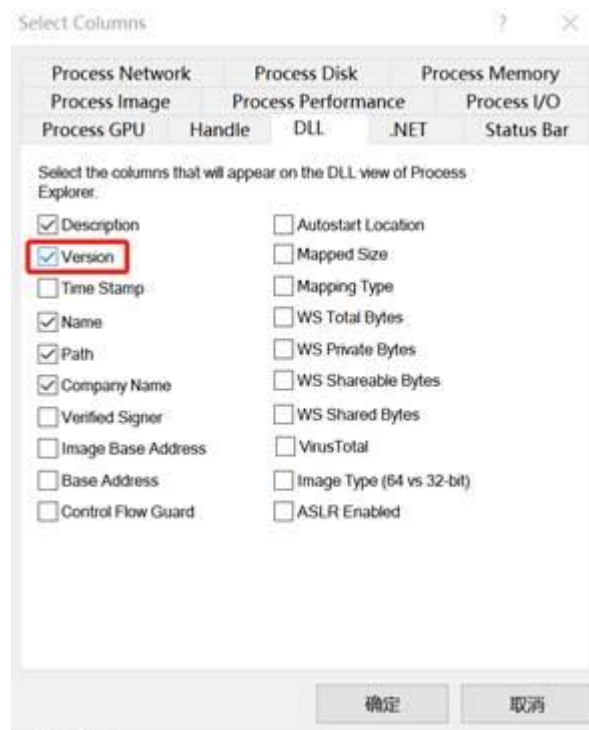 Select Columns ? ×
Process Network Process Disk Process Memory
Process Image Process Performance Process I/O
Process GPU Handle DLL .NET Status Bar
Select the columns that will appear on the DLL view of Process
Explorer.
Description Autostart Location
Version Mapped Size
Time Stamp Mapping Type
Name WS Total Bytes
Path WS Private Bytes
Company Name WS Shareable Bytes
Verified Signer WS Shared Bytes
Image Base Address VirusTotal
Base Address Image Type (64 vs 32-bit)
Control Flow Guard ASLR Enabled
确定 取消